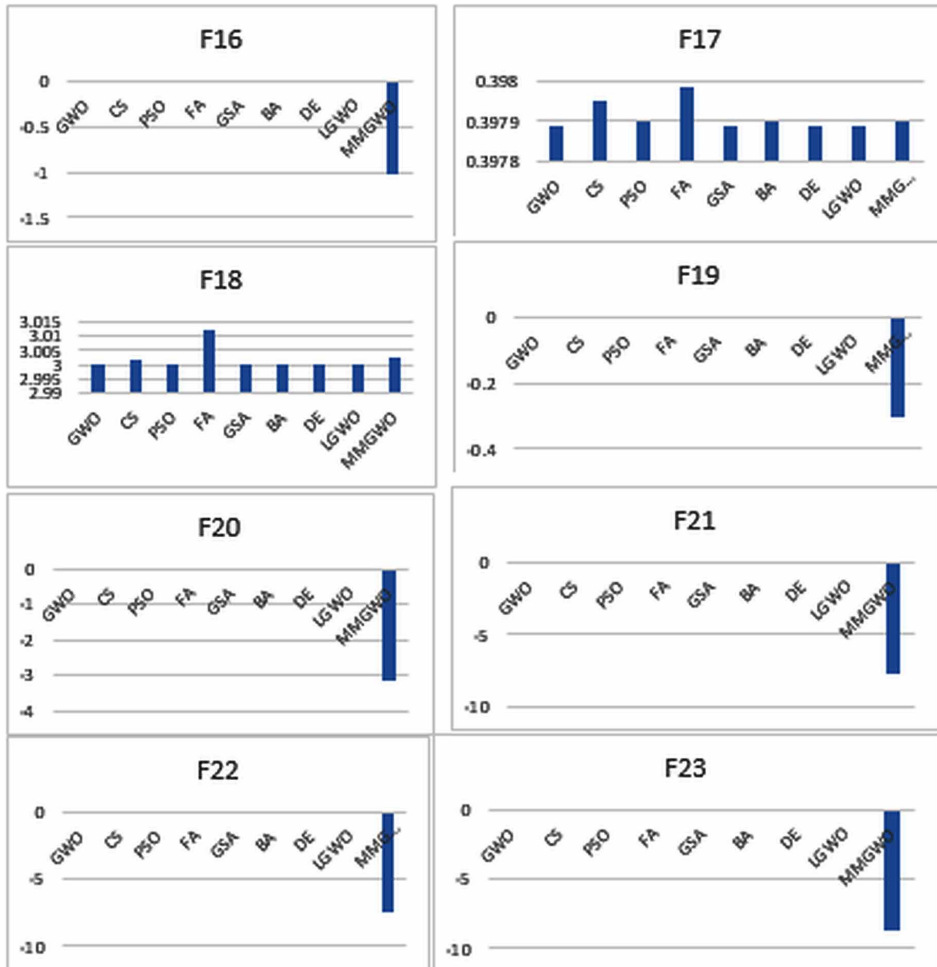 F16
0
-0.5
-1
-1.5
GWO CS PSO FA GSA BA DE LGWO MMGWO
F17
0.398
0.3979
0.3978
GWO CS PSO FA GSA BA DE LGWO MMG...
F18
3.015
3.01
3.005
3
2.995
2.99
GWO CS PSO FA GSA BA DE LGWO MMGWO
F19
0
-0.2
-0.4
GWO CS PSO FA GSA BA DE LGWO MMG...
F20
0
-1
-2
-3
-4
GWO CS PSO FA GSA BA DE LGWO MMGWO
F21
0
-5
-10
GWO CS PSO FA GSA BA DE LGWO MMGWO
F22
0
-5
-10
GWO CS PSO FA GSA BA DE LGWO MMG...
F23
0
-5
-10
GWO CS PSO FA GSA BA DE LGWO MMGWO